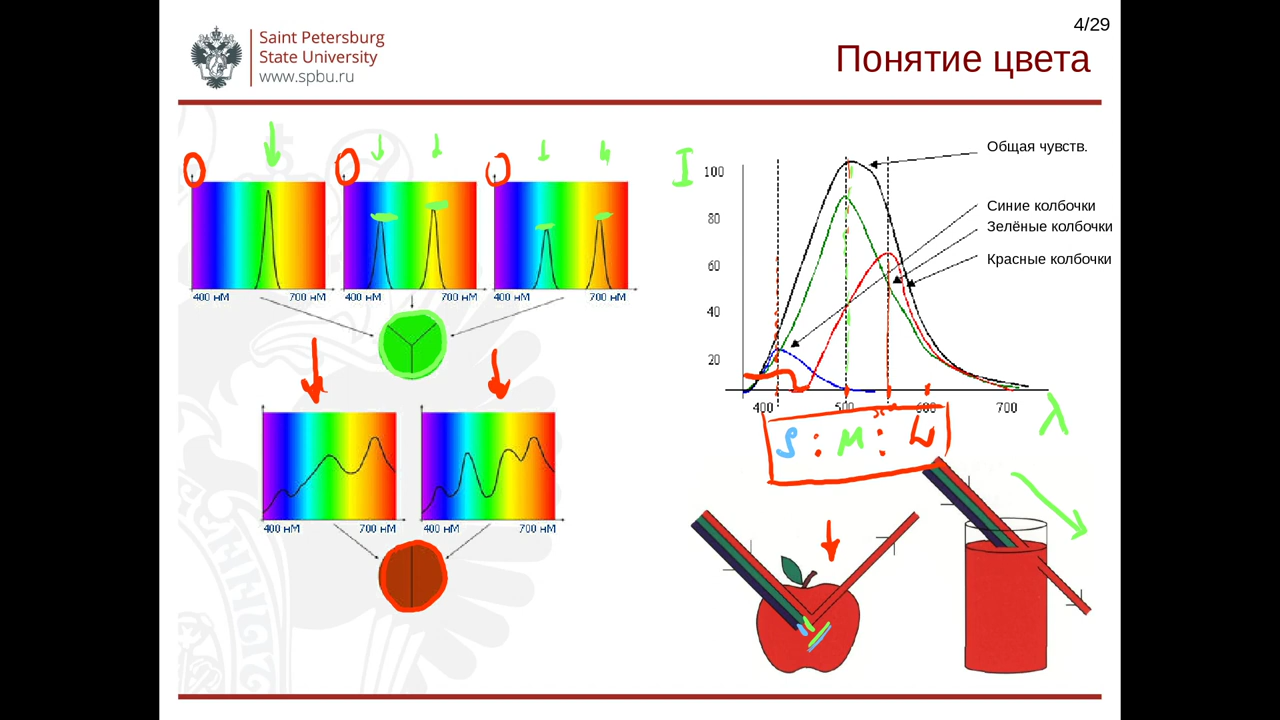 4/29
Saint Petersburg
State University
www.spbu.ru
Понятие цвета
400 нм 700 нм
400 нм 700 нм
400 нм 700 нм
400 нм 700 нм
400 нм 700 нм
I
100
80
60
40
20
400 500 600 700
λ
Общая чувств.
Синие колбочки
Зелёные колбочки
Красные колбочки
S : M : L